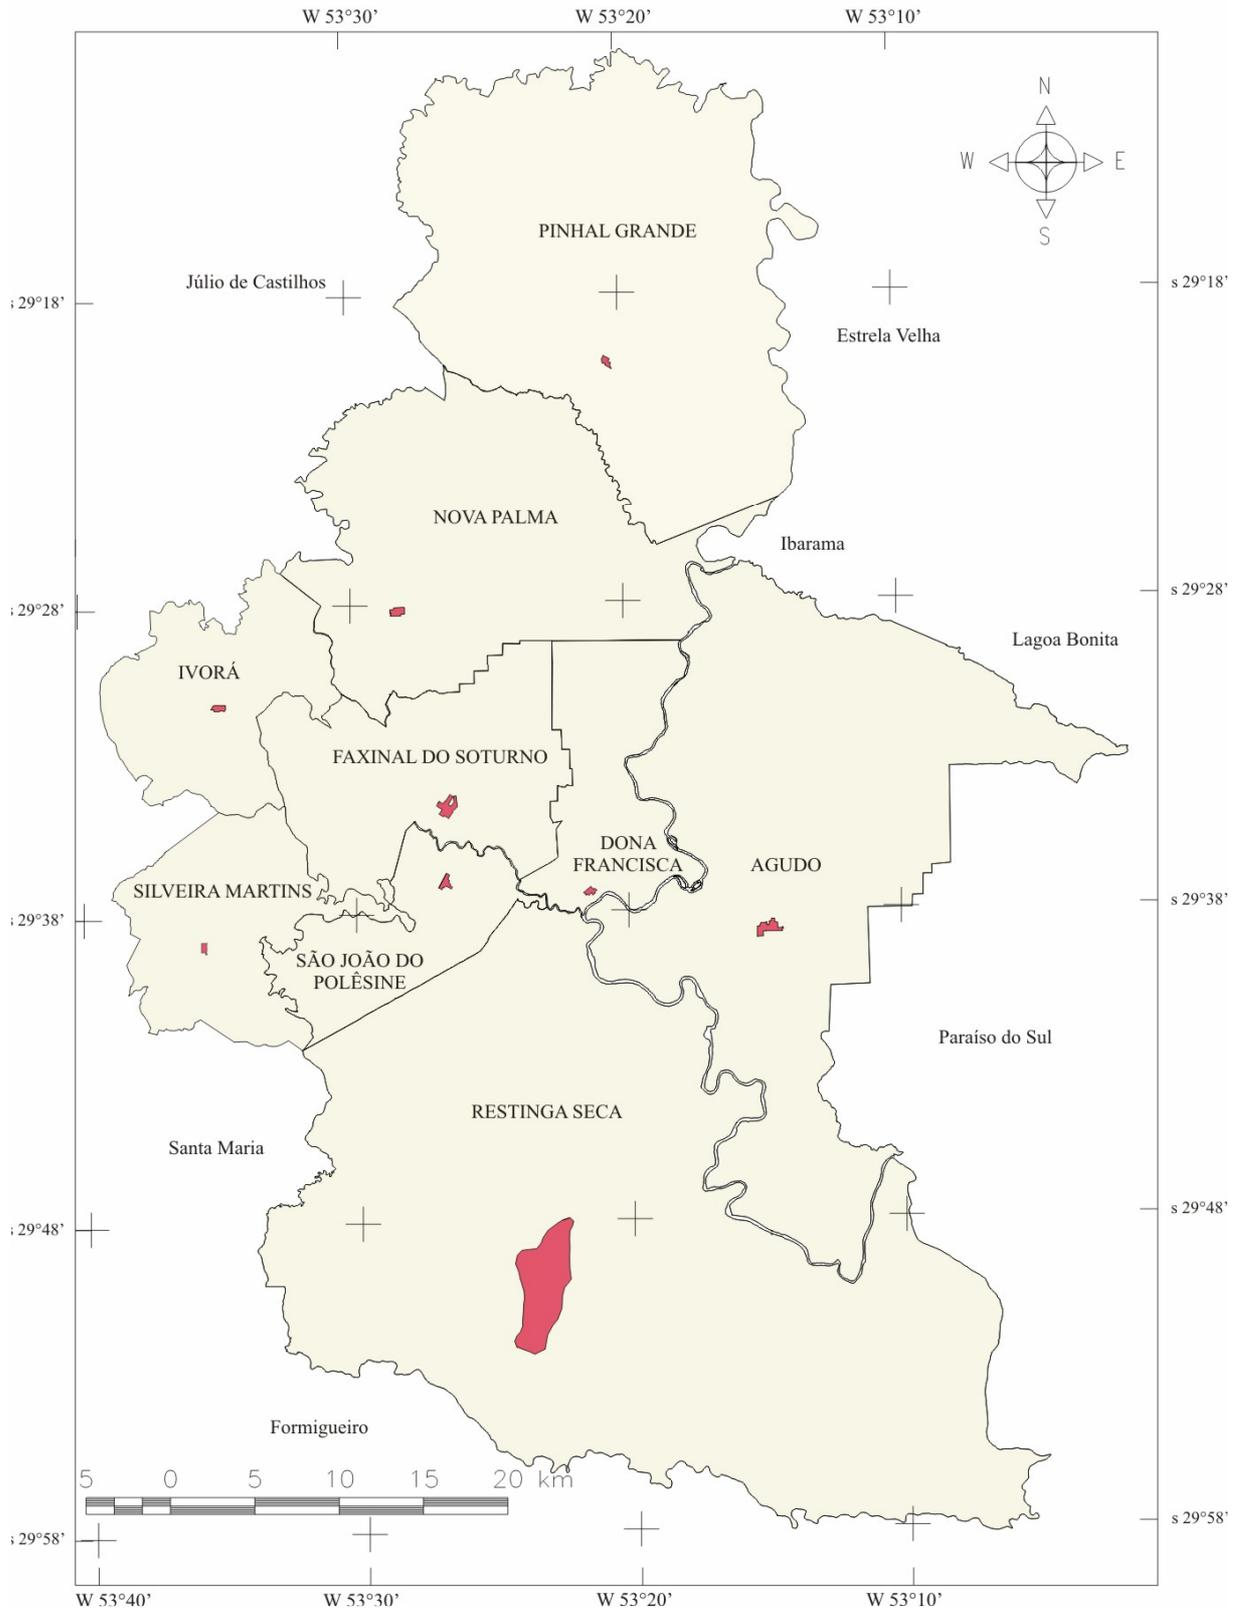 W 53°30’ W 53°20’ W 53°10’
N
W E
S
PINHAL GRANDE
Júlio de Castilhos
s 29°18’ s 29°18’
Estrela Velha
NOVA PALMA
Ibarama
s 29°28’ s 29°28’
Lagoa Bonita
IVORÁ
FAXINAL DO SOTURNO
DONA
FRANCISCA
AGUDO
SILVEIRA MARTINS
s 29°38’ s 29°38’
SÃO JOÃO DO
POLÊSINE
Paraíso do Sul
RESTINGA SECA
Santa Maria
s 29°48’ s 29°48’
Formigueiro
5 0 5 10 15 20 km
s 29°58’ s 29°58’
W 53°40’ W 53°30’ W 53°20’ W 53°10’